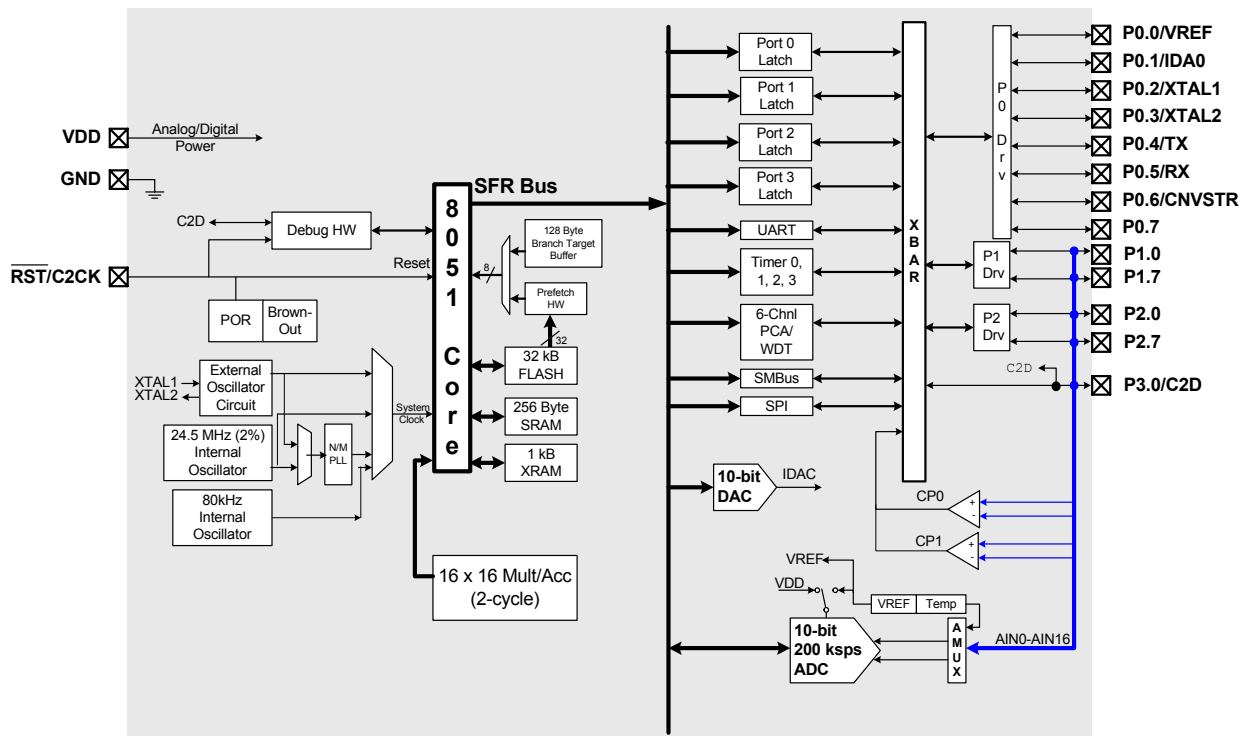 VDD
Analog/Digital
Power
GND
C2D
Debug HW
RST/C2CK
Reset
POR
Brown-
Out
XTAL1
XTAL2
External
Oscillator
Circuit
24.5 MHz (2%)
Internal
Oscillator
N/M
PLL
80kHz
Internal
Oscillator
System
Clock
8051 Core
SFR Bus
8
128 Byte
Branch Target
Buffer
Prefetch
HW
32
32 kB
FLASH
256 Byte
SRAM
1 kB
XRAM
16 x 16 Mult/Acc
(2-cycle)
Port 0
Latch
Port 1
Latch
Port 2
Latch
Port 3
Latch
UART
Timer 0,
1, 2, 3
6-Chnl
PCA/
WDT
SMBus
SPI
XBAR
P0 Drv
P1
Drv
P2
Drv
C2D
P0.0/VREF
P0.1/IDA0
P0.2/XTAL1
P0.3/XTAL2
P0.4/TX
P0.5/RX
P0.6/CNVSTR
P0.7
P1.0
P1.7
P2.0
P2.7
P3.0/C2D
10-bit
DAC
IDAC
CP0
+
-
CP1
+
-
VREF
VDD
VREF
Temp
10-bit
200 ksps
ADC
AMUX
AIN0-AIN16